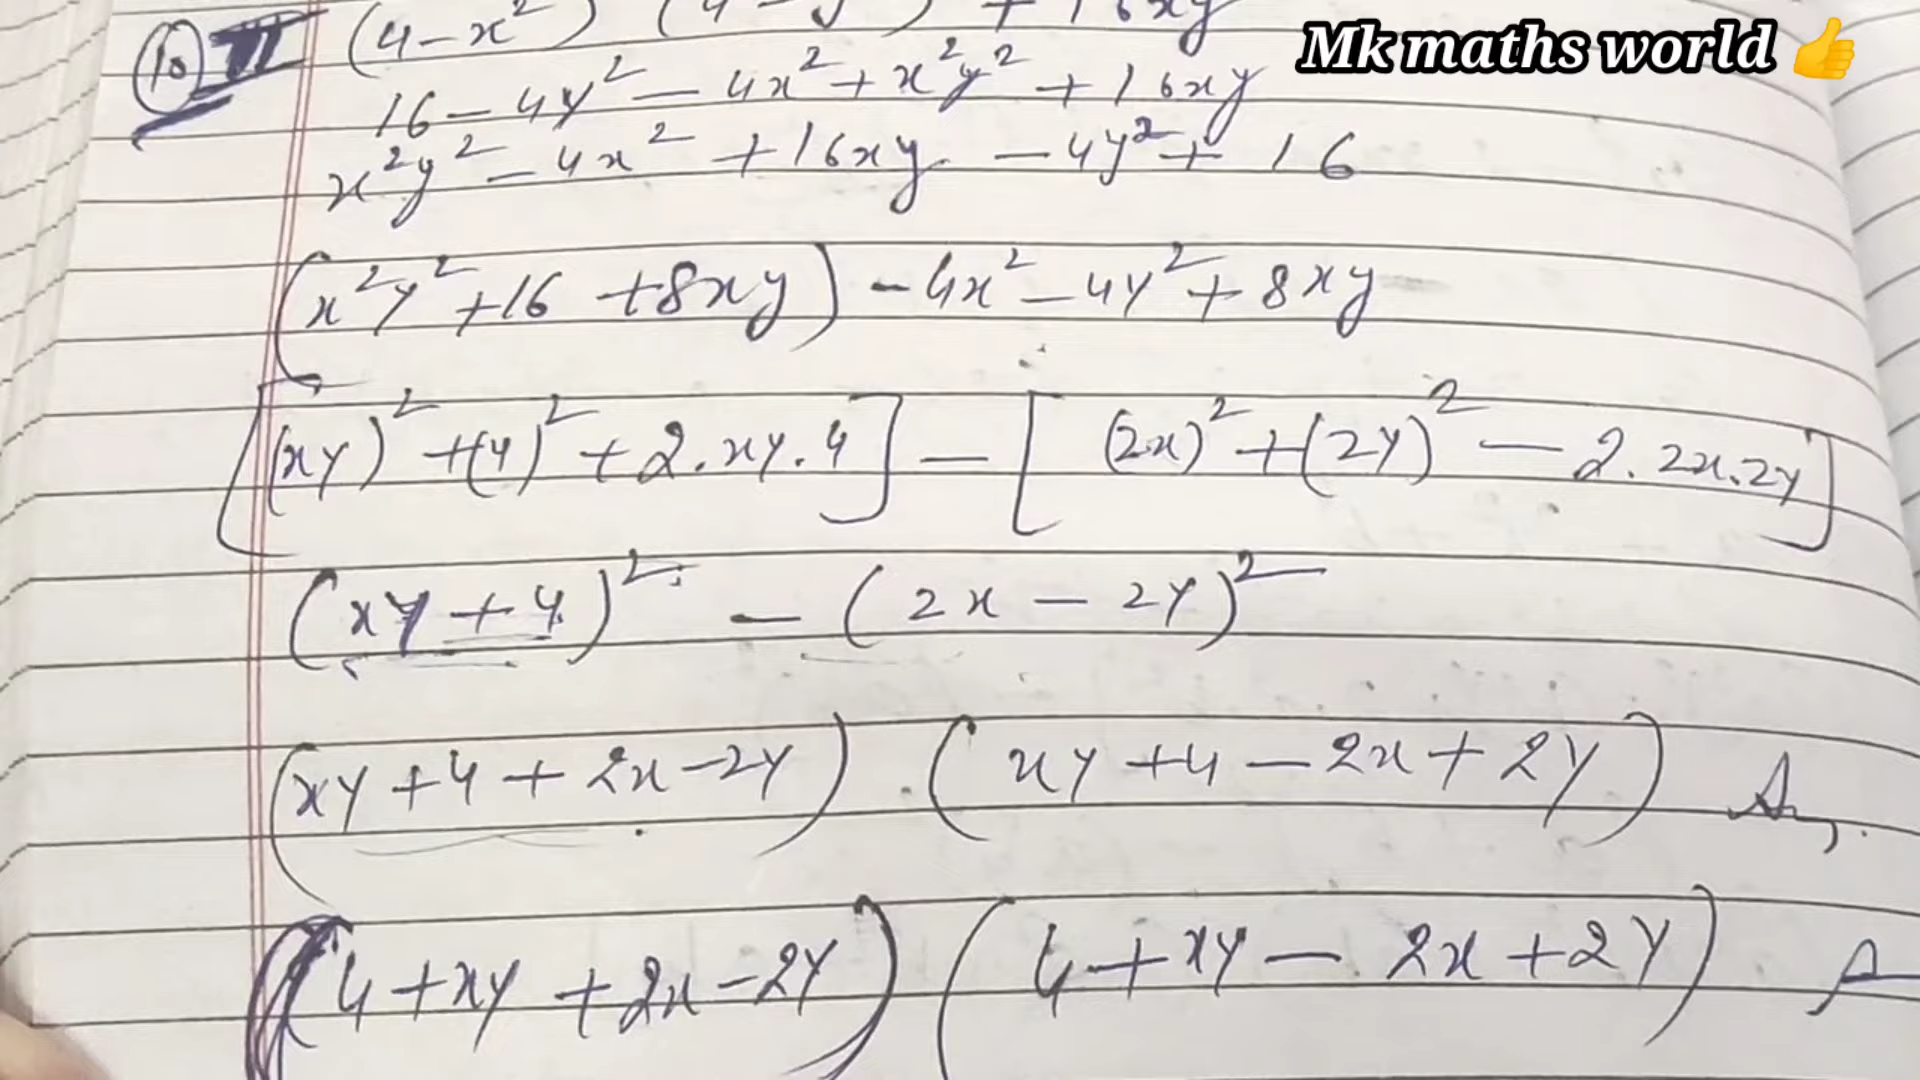 Mk maths world 👍
(10) II (4-x²) (4-y²) + 16xy
16 - 4y² - 4x² + x²y² + 16xy
x²y² - 4x² + 16xy - 4y² + 16
(x²y² + 16 + 8xy) - 4x² - 4y² + 8xy
[(xy)² + (4)² + 2.xy.4] - [(2x)² + (2y)² - 2.2x.2y]
(xy + 4)² - (2x - 2y)²
(xy + 4 + 2x - 2y) . (xy + 4 - 2x + 2y) Ans.
(4 + xy + 2x - 2y) (4 + xy - 2x + 2y) A